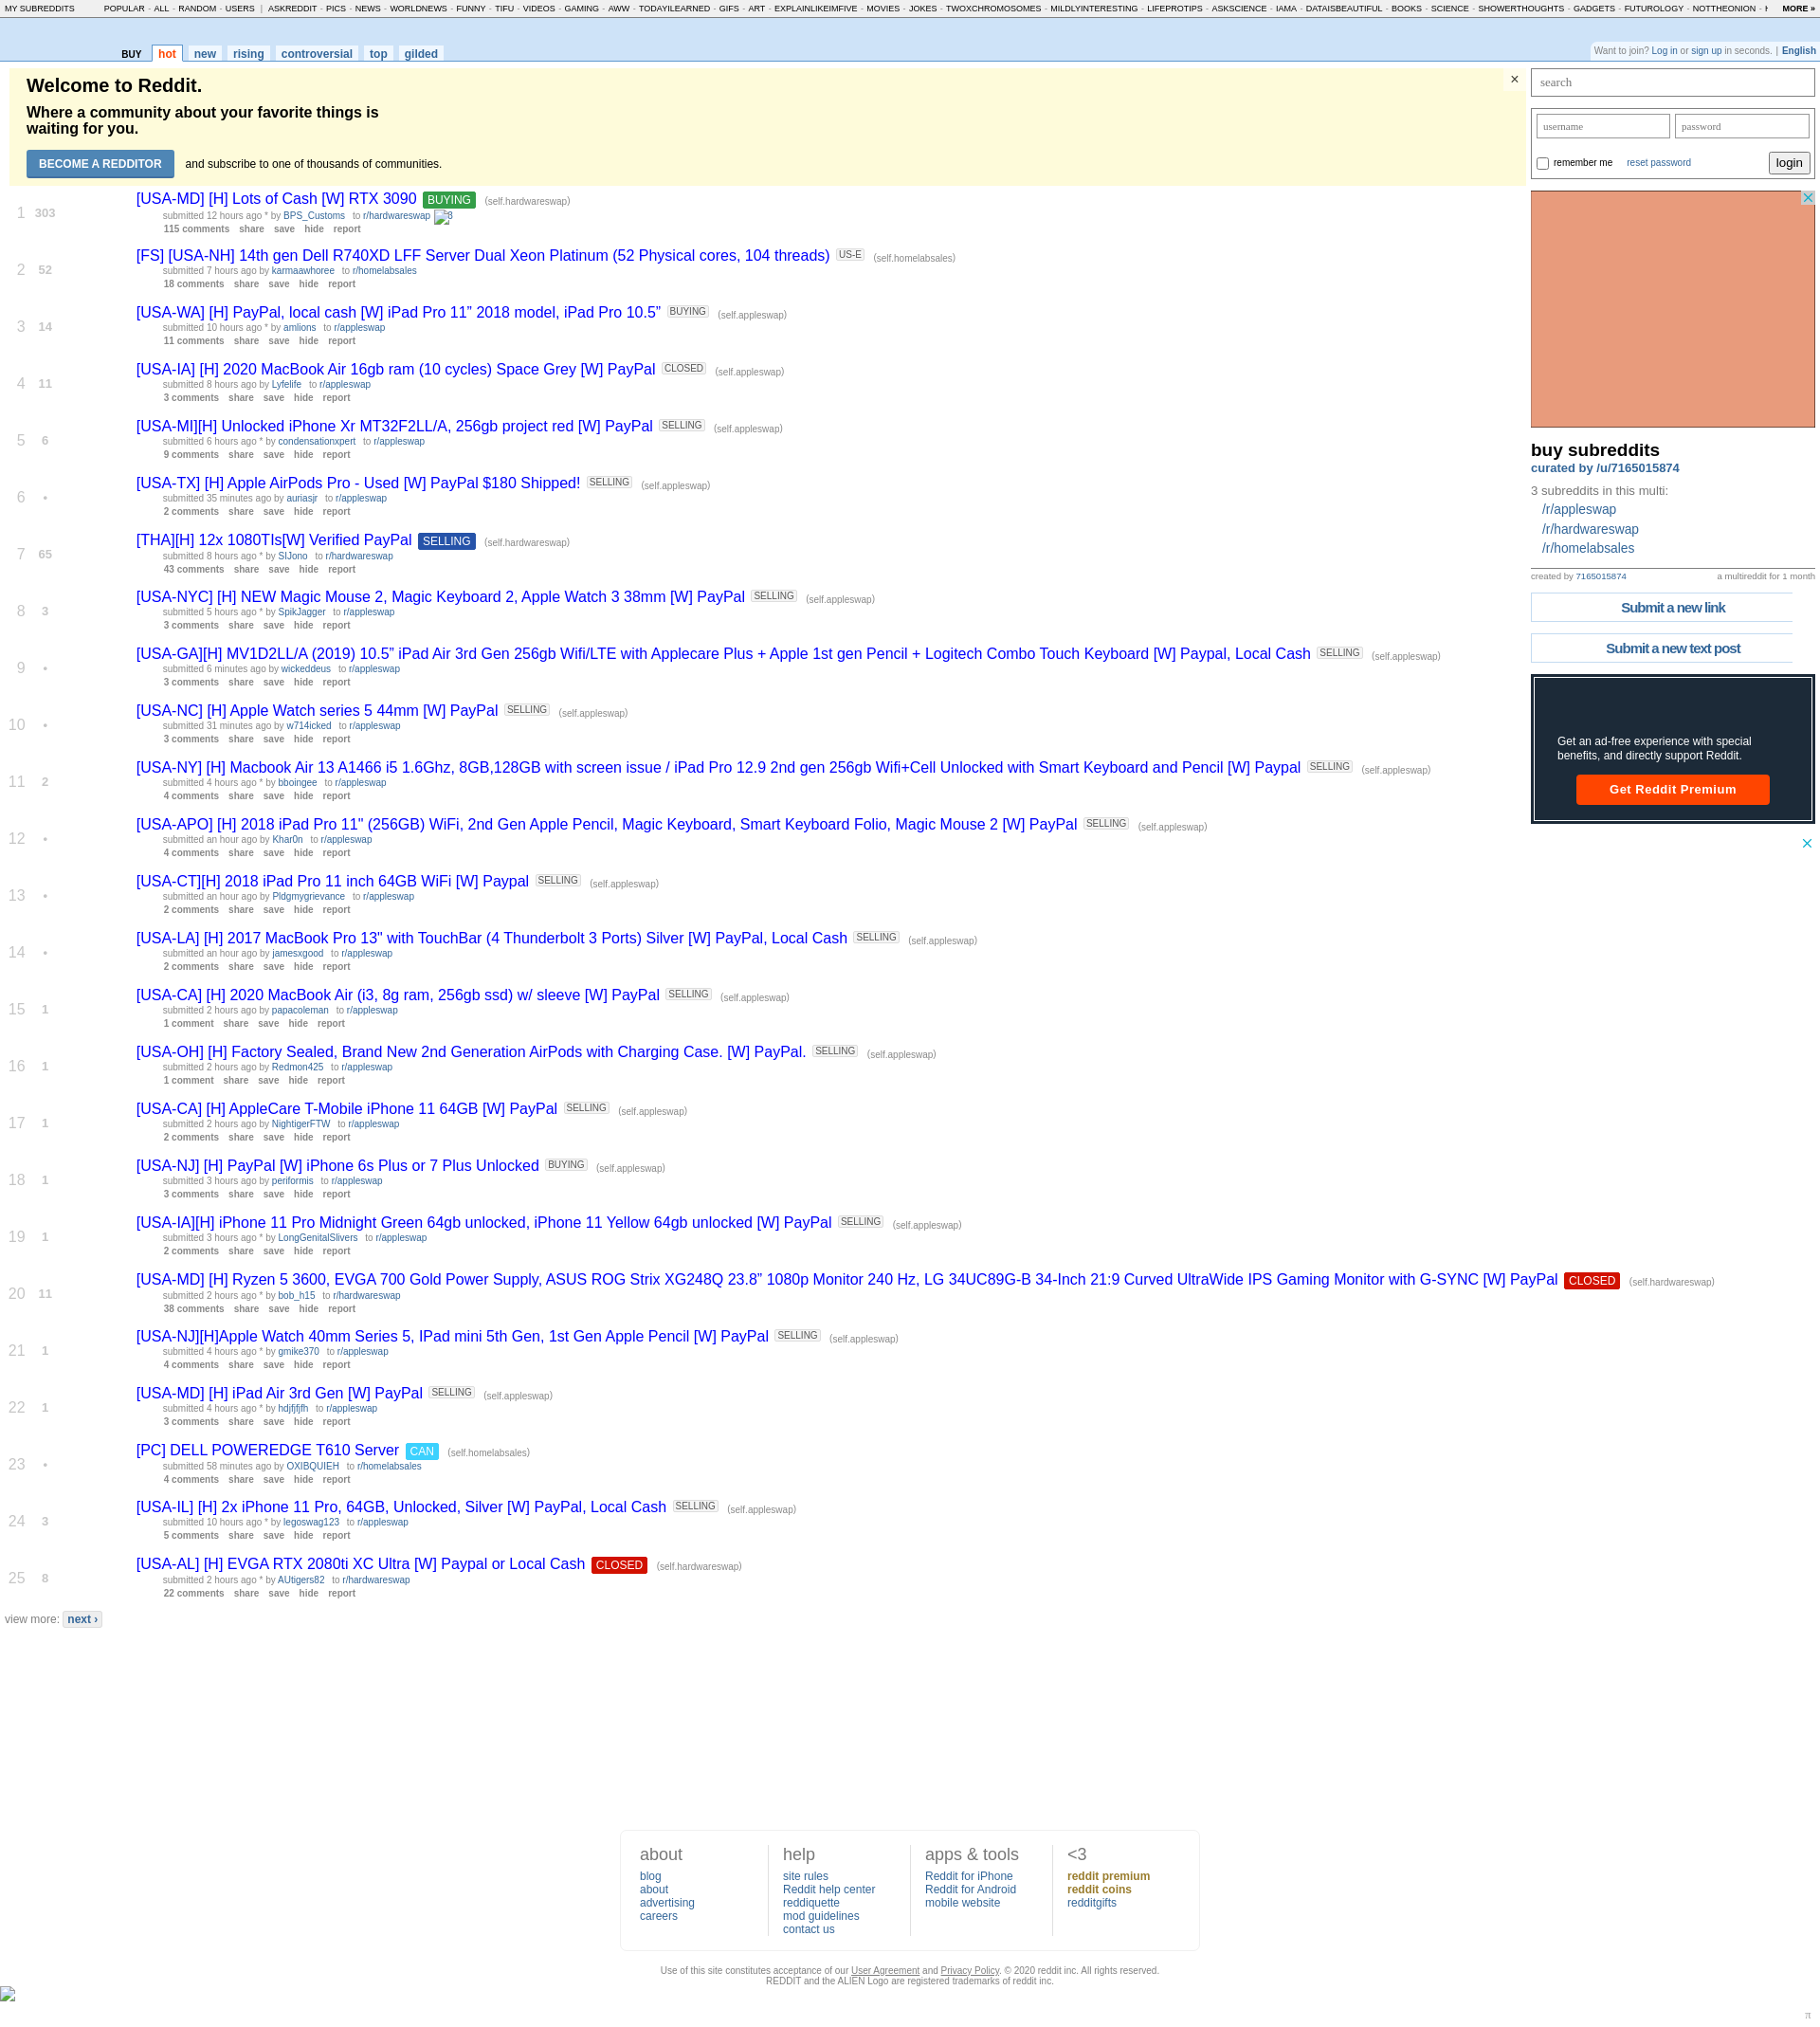 MY SUBREDDITS POPULAR - ALL - RANDOM - USERS | ASKREDDIT - PICS - NEWS - WORLDNEWS - FUNNY - TIFU - VIDEOS - GAMING - AWW - TODAYILEARNED - GIFS - ART - EXPLAINLIKEIMFIVE - MOVIES - JOKES - TWOXCHROMOSOMES - MILDLYINTERESTING - LIFEPROTIPS - ASKSCIENCE - IAMA - DATAISBEAUTIFUL - BOOKS - SCIENCE - SHOWERTHOUGHTS - GADGETS - FUTUROLOGY - NOTTHEONION - MORE »
BUY hot new rising controversial top gilded
Want to join? Log in or sign up in seconds. | English
Welcome to Reddit.
Where a community about your favorite things is
waiting for you.
BECOME A REDDITOR and subscribe to one of thousands of communities.
×
1 303 [USA-MD] [H] Lots of Cash [W] RTX 3090 BUYING (self.hardwareswap)
submitted 12 hours ago * by BPS_Customs to r/hardwareswap
115 comments share save hide report
2 52 [FS] [USA-NH] 14th gen Dell R740XD LFF Server Dual Xeon Platinum (52 Physical cores, 104 threads) US-E (self.homelabsales)
submitted 7 hours ago by karmaawhoree to r/homelabsales
18 comments share save hide report
3 14 [USA-WA] [H] PayPal, local cash [W] iPad Pro 11” 2018 model, iPad Pro 10.5” BUYING (self.appleswap)
submitted 10 hours ago * by amlions to r/appleswap
11 comments share save hide report
4 11 [USA-IA] [H] 2020 MacBook Air 16gb ram (10 cycles) Space Grey [W] PayPal CLOSED (self.appleswap)
submitted 8 hours ago by Lyfelife to r/appleswap
3 comments share save hide report
5 6 [USA-MI][H] Unlocked iPhone Xr MT32F2LL/A, 256gb project red [W] PayPal SELLING (self.appleswap)
submitted 6 hours ago * by condensationxpert to r/appleswap
9 comments share save hide report
6 • [USA-TX] [H] Apple AirPods Pro - Used [W] PayPal $180 Shipped! SELLING (self.appleswap)
submitted 35 minutes ago by auriasjr to r/appleswap
2 comments share save hide report
7 65 [THA][H] 12x 1080TIs[W] Verified PayPal SELLING (self.hardwareswap)
submitted 8 hours ago * by SIJono to r/hardwareswap
43 comments share save hide report
8 3 [USA-NYC] [H] NEW Magic Mouse 2, Magic Keyboard 2, Apple Watch 3 38mm [W] PayPal SELLING (self.appleswap)
submitted 5 hours ago * by SpikJagger to r/appleswap
3 comments share save hide report
9 • [USA-GA][H] MV1D2LL/A (2019) 10.5” iPad Air 3rd Gen 256gb Wifi/LTE with Applecare Plus + Apple 1st gen Pencil + Logitech Combo Touch Keyboard [W] Paypal, Local Cash SELLING (self.appleswap)
submitted 6 minutes ago by wickeddeus to r/appleswap
3 comments share save hide report
10 • [USA-NC] [H] Apple Watch series 5 44mm [W] PayPal SELLING (self.appleswap)
submitted 31 minutes ago by w714icked to r/appleswap
3 comments share save hide report
11 2 [USA-NY] [H] Macbook Air 13 A1466 i5 1.6Ghz, 8GB,128GB with screen issue / iPad Pro 12.9 2nd gen 256gb Wifi+Cell Unlocked with Smart Keyboard and Pencil [W] Paypal SELLING (self.appleswap)
submitted 4 hours ago * by bboingee to r/appleswap
4 comments share save hide report
12 • [USA-APO] [H] 2018 iPad Pro 11" (256GB) WiFi, 2nd Gen Apple Pencil, Magic Keyboard, Smart Keyboard Folio, Magic Mouse 2 [W] PayPal SELLING (self.appleswap)
submitted an hour ago by Khar0n to r/appleswap
4 comments share save hide report
13 • [USA-CT][H] 2018 iPad Pro 11 inch 64GB WiFi [W] Paypal SELLING (self.appleswap)
submitted an hour ago by Pldgmygrievance to r/appleswap
2 comments share save hide report
14 • [USA-LA] [H] 2017 MacBook Pro 13" with TouchBar (4 Thunderbolt 3 Ports) Silver [W] PayPal, Local Cash SELLING (self.appleswap)
submitted an hour ago by jamesxgood to r/appleswap
2 comments share save hide report
15 1 [USA-CA] [H] 2020 MacBook Air (i3, 8g ram, 256gb ssd) w/ sleeve [W] PayPal SELLING (self.appleswap)
submitted 2 hours ago by papacoleman to r/appleswap
1 comment share save hide report
16 1 [USA-OH] [H] Factory Sealed, Brand New 2nd Generation AirPods with Charging Case. [W] PayPal. SELLING (self.appleswap)
submitted 2 hours ago by Redmon425 to r/appleswap
1 comment share save hide report
17 1 [USA-CA] [H] AppleCare T-Mobile iPhone 11 64GB [W] PayPal SELLING (self.appleswap)
submitted 2 hours ago by NightigerFTW to r/appleswap
2 comments share save hide report
18 1 [USA-NJ] [H] PayPal [W] iPhone 6s Plus or 7 Plus Unlocked BUYING (self.appleswap)
submitted 3 hours ago by periformis to r/appleswap
3 comments share save hide report
19 1 [USA-IA][H] iPhone 11 Pro Midnight Green 64gb unlocked, iPhone 11 Yellow 64gb unlocked [W] PayPal SELLING (self.appleswap)
submitted 3 hours ago * by LongGenitalSlivers to r/appleswap
2 comments share save hide report
20 11 [USA-MD] [H] Ryzen 5 3600, EVGA 700 Gold Power Supply, ASUS ROG Strix XG248Q 23.8” 1080p Monitor 240 Hz, LG 34UC89G-B 34-Inch 21:9 Curved UltraWide IPS Gaming Monitor with G-SYNC [W] PayPal CLOSED (self.hardwareswap)
submitted 2 hours ago * by bob_h15 to r/hardwareswap
38 comments share save hide report
21 1 [USA-NJ][H]Apple Watch 40mm Series 5, IPad mini 5th Gen, 1st Gen Apple Pencil [W] PayPal SELLING (self.appleswap)
submitted 4 hours ago * by gmike370 to r/appleswap
4 comments share save hide report
22 1 [USA-MD] [H] iPad Air 3rd Gen [W] PayPal SELLING (self.appleswap)
submitted 4 hours ago * by hdjfjfjfh to r/appleswap
3 comments share save hide report
23 • [PC] DELL POWEREDGE T610 Server CAN (self.homelabsales)
submitted 58 minutes ago by OXIBQUIEH to r/homelabsales
4 comments share save hide report
24 3 [USA-IL] [H] 2x iPhone 11 Pro, 64GB, Unlocked, Silver [W] PayPal, Local Cash SELLING (self.appleswap)
submitted 10 hours ago * by legoswag123 to r/appleswap
5 comments share save hide report
25 8 [USA-AL] [H] EVGA RTX 2080ti XC Ultra [W] Paypal or Local Cash CLOSED (self.hardwareswap)
submitted 2 hours ago * by AUtigers82 to r/hardwareswap
22 comments share save hide report
view more: next ›
search
username password
remember me reset password login
buy subreddits
curated by /u/7165015874
3 subreddits in this multi:
/r/appleswap
/r/hardwareswap
/r/homelabsales
created by 7165015874 a multireddit for 1 month
Submit a new link
Submit a new text post
Get an ad-free experience with special
benefits, and directly support Reddit.
Get Reddit Premium
about
blog
about
advertising
careers
help
site rules
Reddit help center
reddiquette
mod guidelines
contact us
apps & tools
Reddit for iPhone
Reddit for Android
mobile website
<3
reddit premium
reddit coins
redditgifts
Use of this site constitutes acceptance of our User Agreement and Privacy Policy. © 2020 reddit inc. All rights reserved.
REDDIT and the ALIEN Logo are registered trademarks of reddit inc.
π